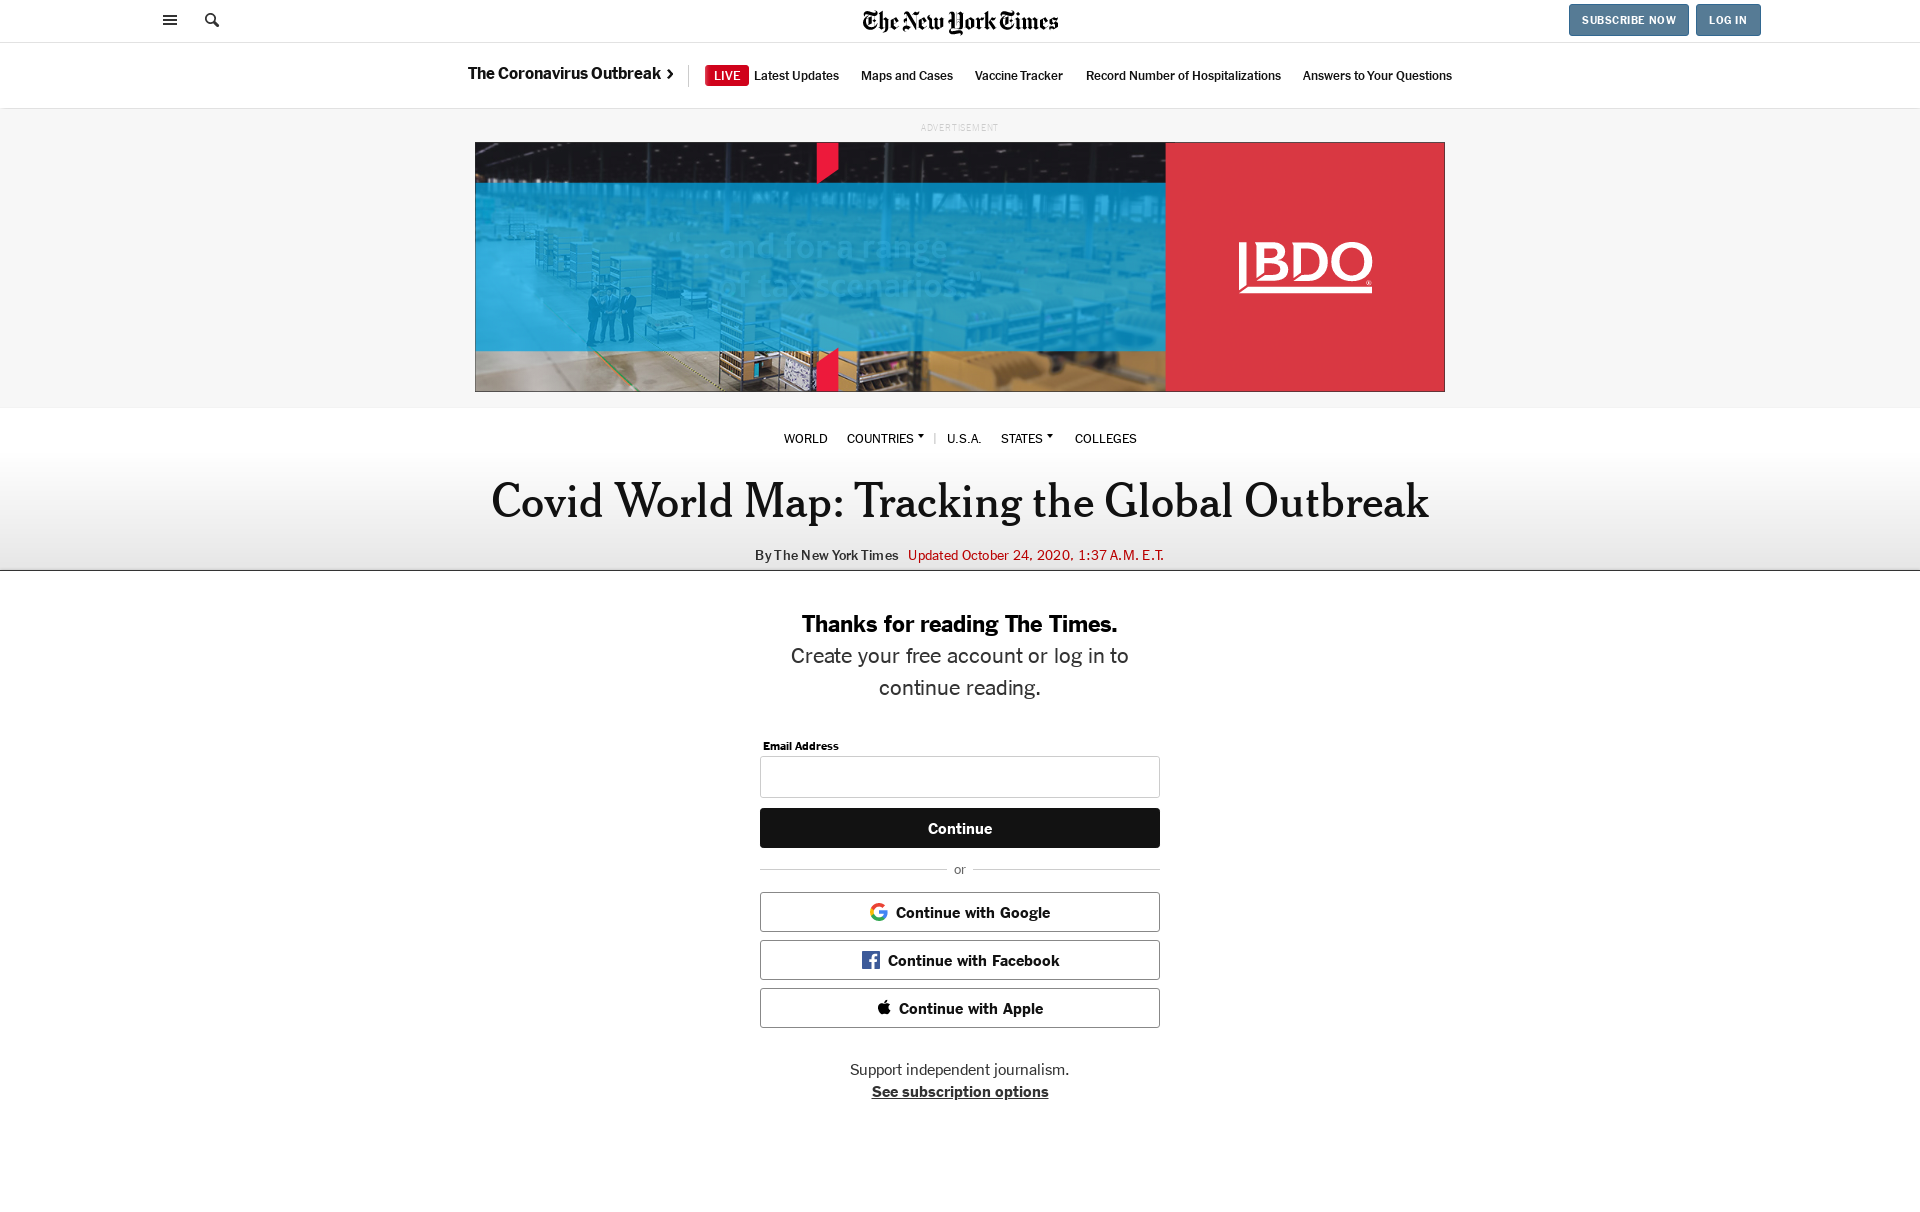 The New York Times
SUBSCRIBE NOW
LOG IN
The Coronavirus Outbreak
LIVE Latest Updates
Maps and Cases
Vaccine Tracker
Record Number of Hospitalizations
Answers to Your Questions
ADVERTISEMENT
"... and for a range
of tax scenarios"
BDO
®
WORLD
COUNTRIES
U.S.A.
STATES
COLLEGES
Covid World Map: Tracking the Global Outbreak
By The New York Times Updated October 24, 2020, 1:37 A.M. E.T.
Thanks for reading The Times.
Create your free account or log in to
continue reading.
Email Address
Continue
or
Continue with Google
Continue with Facebook
Continue with Apple
Support independent journalism.
See subscription options